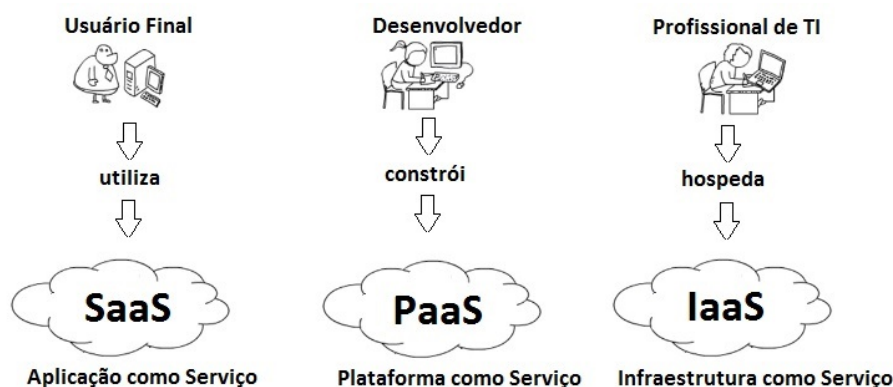 Usuário Final
Desenvolvedor
Profissional de TI
utiliza
constrói
hospeda
SaaS
PaaS
IaaS
Aplicação como Serviço
Plataforma como Serviço
Infraestrutura como Serviço